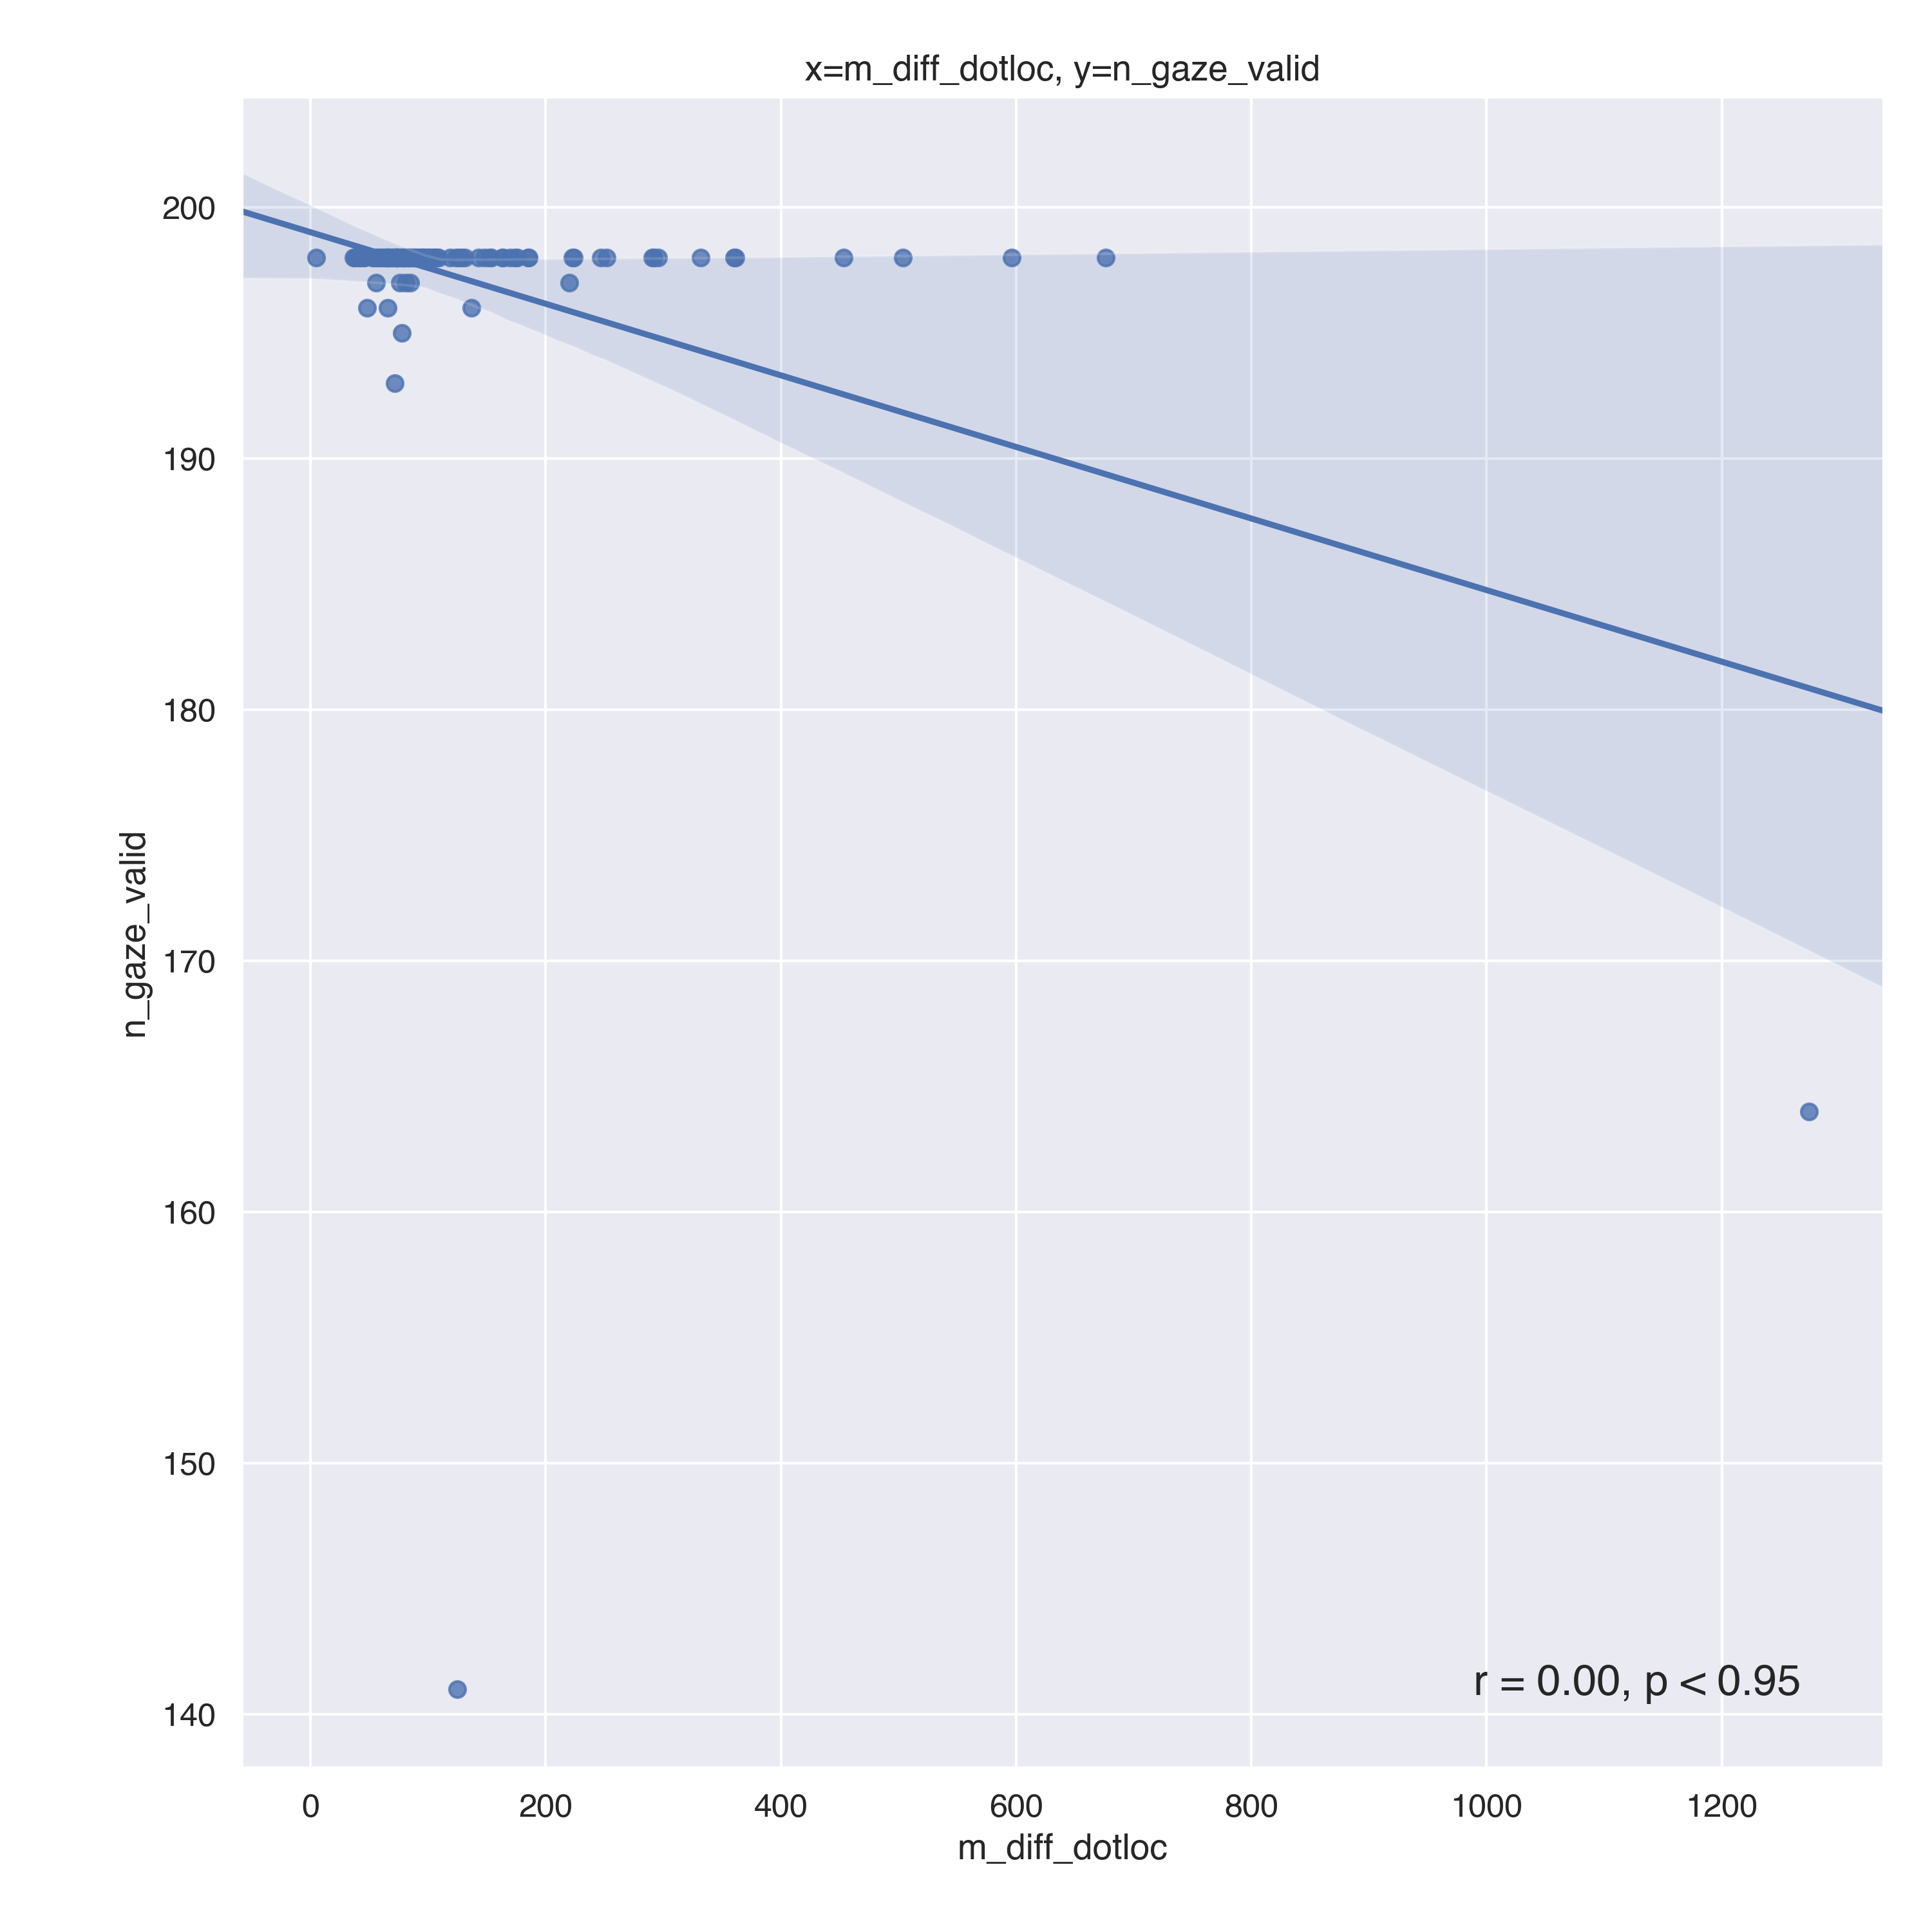 x=m_diff_dotloc, y=n_gaze_valid
200
190
180
170
160
150
140
n_gaze_valid
r = 0.00, p < 0.95
0 200 400 600 800 1000 1200
m_diff_dotloc